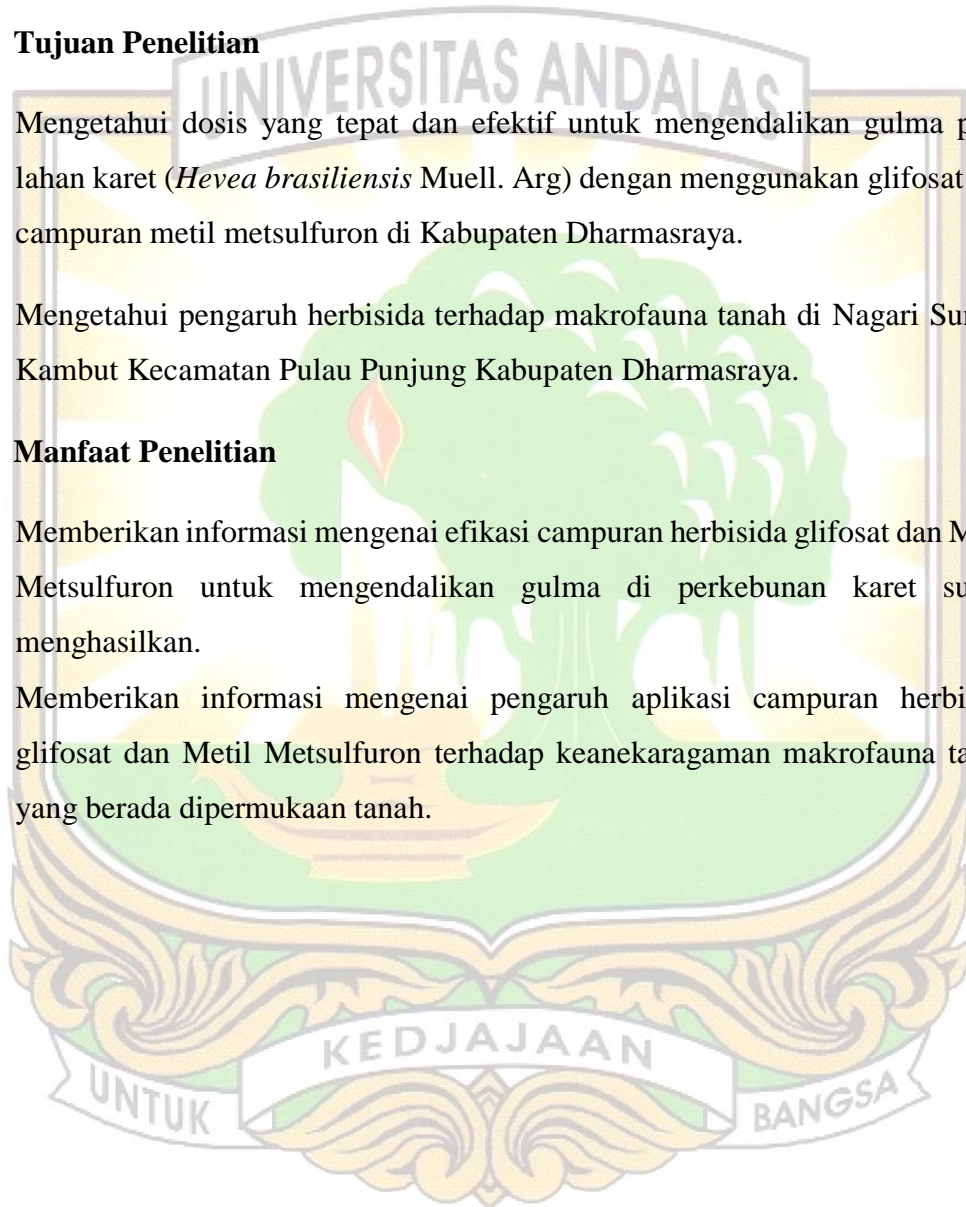 Tujuan Penelitian
UNIVERSITAS ANDALAS
Mengetahui dosis yang tepat dan efektif untuk mengendalikan gulma p
lahan karet (Hevea brasiliensis Muell. Arg) dengan menggunakan glifosat
campuran metil metsulfuron di Kabupaten Dharmasraya.
Mengetahui pengaruh herbisida terhadap makrofauna tanah di Nagari Su
Kambut Kecamatan Pulau Punjung Kabupaten Dharmasraya.
Manfaat Penelitian
Memberikan informasi mengenai efikasi campuran herbisida glifosat dan M
Metsulfuron untuk mengendalikan gulma di perkebunan karet su
menghasilkan.
Memberikan informasi mengenai pengaruh aplikasi campuran herbi
glifosat dan Metil Metsulfuron terhadap keanekaragaman makrofauna ta
yang berada dipermukaan tanah.
KEDJAJAAN
UNTUK
BANGSA